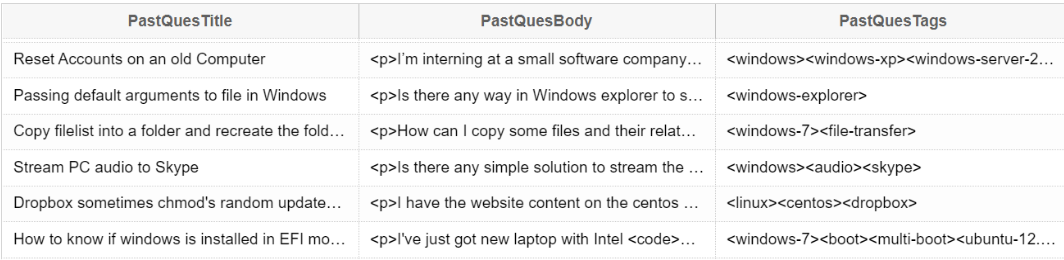 PastQuesTitle PastQuesBody PastQuesTags
Reset Accounts on an old Computer <p>I'm interning at a small software company… <windows><windows-xp><windows-server-2…
Passing default arguments to file in Windows <p>Is there any way in Windows explorer to s… <windows-explorer>
Copy filelist into a folder and recreate the fold… <p>How can I copy some files and their relat… <windows-7><file-transfer>
Stream PC audio to Skype <p>Is there any simple solution to stream the … <windows><audio><skype>
Dropbox sometimes chmod's random update… <p>I have the website content on the centos … <linux><centos><dropbox>
How to know if windows is installed in EFI mo… <p>I've just got new laptop with Intel <code>… <windows-7><boot><multi-boot><ubuntu-12.…